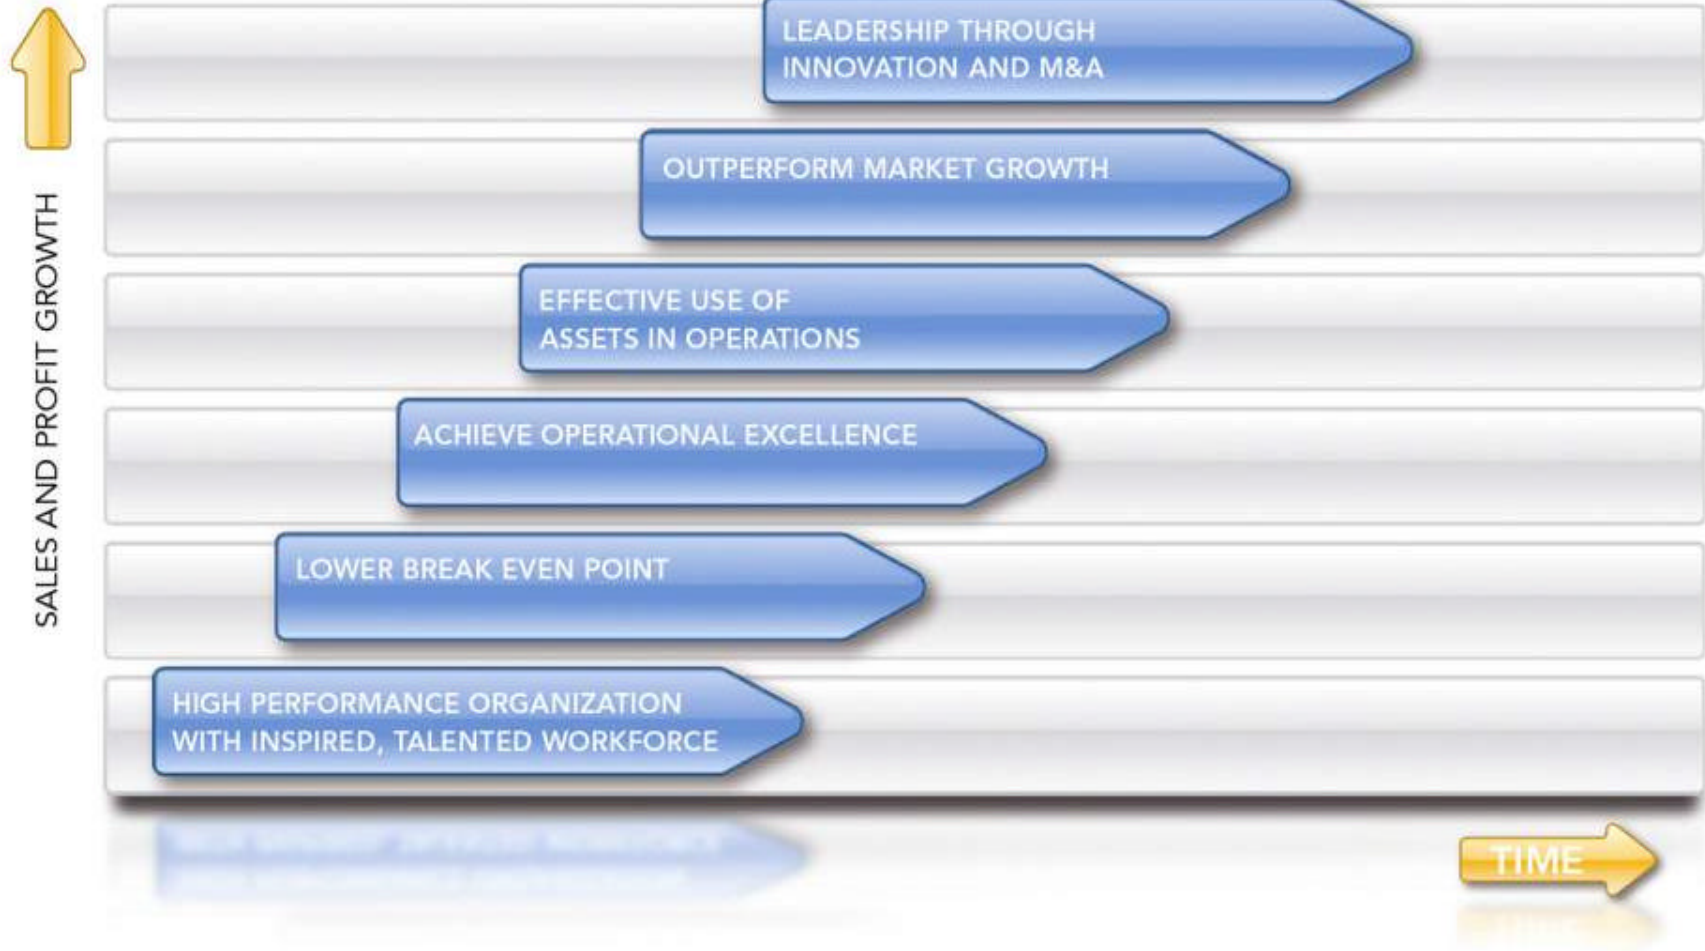 LEADERSHIP THROUGH
INNOVATION AND M&A
OUTPERFORM MARKET GROWTH
EFFECTIVE USE OF
ASSETS IN OPERATIONS
ACHIEVE OPERATIONAL EXCELLENCE
LOWER BREAK EVEN POINT
HIGH PERFORMANCE ORGANIZATION
WITH INSPIRED, TALENTED WORKFORCE
SALES AND PROFIT GROWTH
TIME